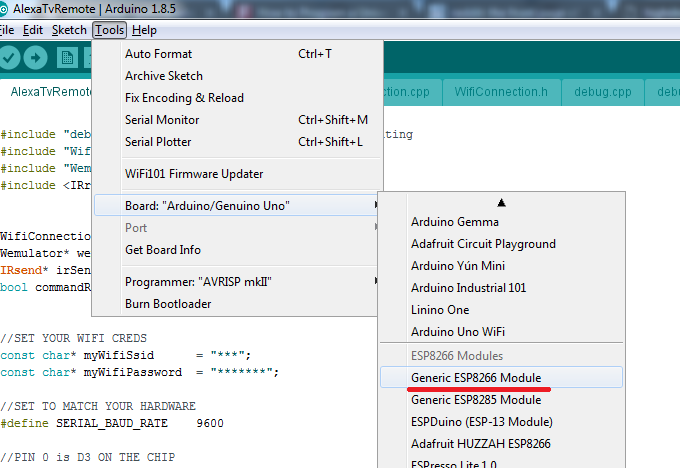 AlexaTvRemote | Arduino 1.8.5
File Edit Sketch Tools Help
AlexaTvRemote
ction.cpp
WifiConnection.h
debug.cpp
Auto Format Ctrl+T
Archive Sketch
Fix Encoding & Reload
Serial Monitor Ctrl+Shift+M
Serial Plotter Ctrl+Shift+L
WiFi101 Firmware Updater
Board: "Arduino/Genuino Uno"
Port
Get Board Info
Programmer: "AVRISP mkII"
Burn Bootloader
Arduino Gemma
Adafruit Circuit Playground
Arduino Yún Mini
Arduino Industrial 101
Linino One
Arduino Uno WiFi
ESP8266 Modules
Generic ESP8266 Module
Generic ESP8285 Module
ESPDuino (ESP-13 Module)
Adafruit HUZZAH ESP8266
ESPresso Lite 1.0
#include "deb
#include "Wif
#include "Wem
#include <IRr
WifiConnection
Wemulator* we
IRsend* irSen
bool commandR
//SET YOUR WIFI CREDS
const char* myWifiSsid = "***";
const char* myWifiPassword = "*******";
//SET TO MATCH YOUR HARDWARE
#define SERIAL_BAUD_RATE 9600
//PIN 0 is D3 ON THE CHIP